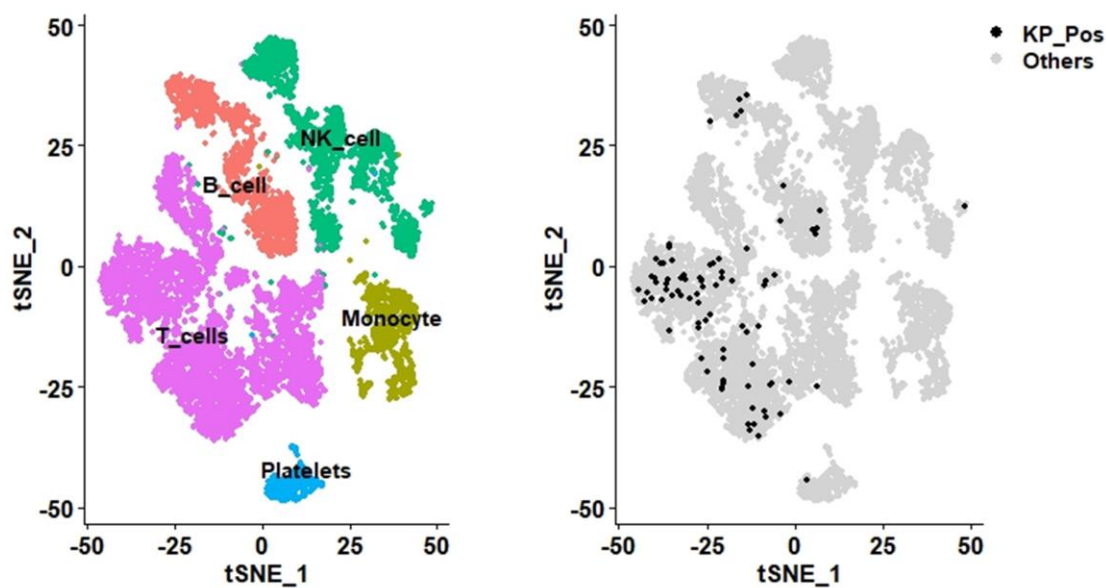 50
25
0
-25
-50
-50 -25 0 25 50
tSNE_2
tSNE_1
NK_cell
B_cell
Monocyte
T_cells
Platelets
50
25
0
-25
-50
-50 -25 0 25 50
tSNE_2
tSNE_1
KP_Pos
Others